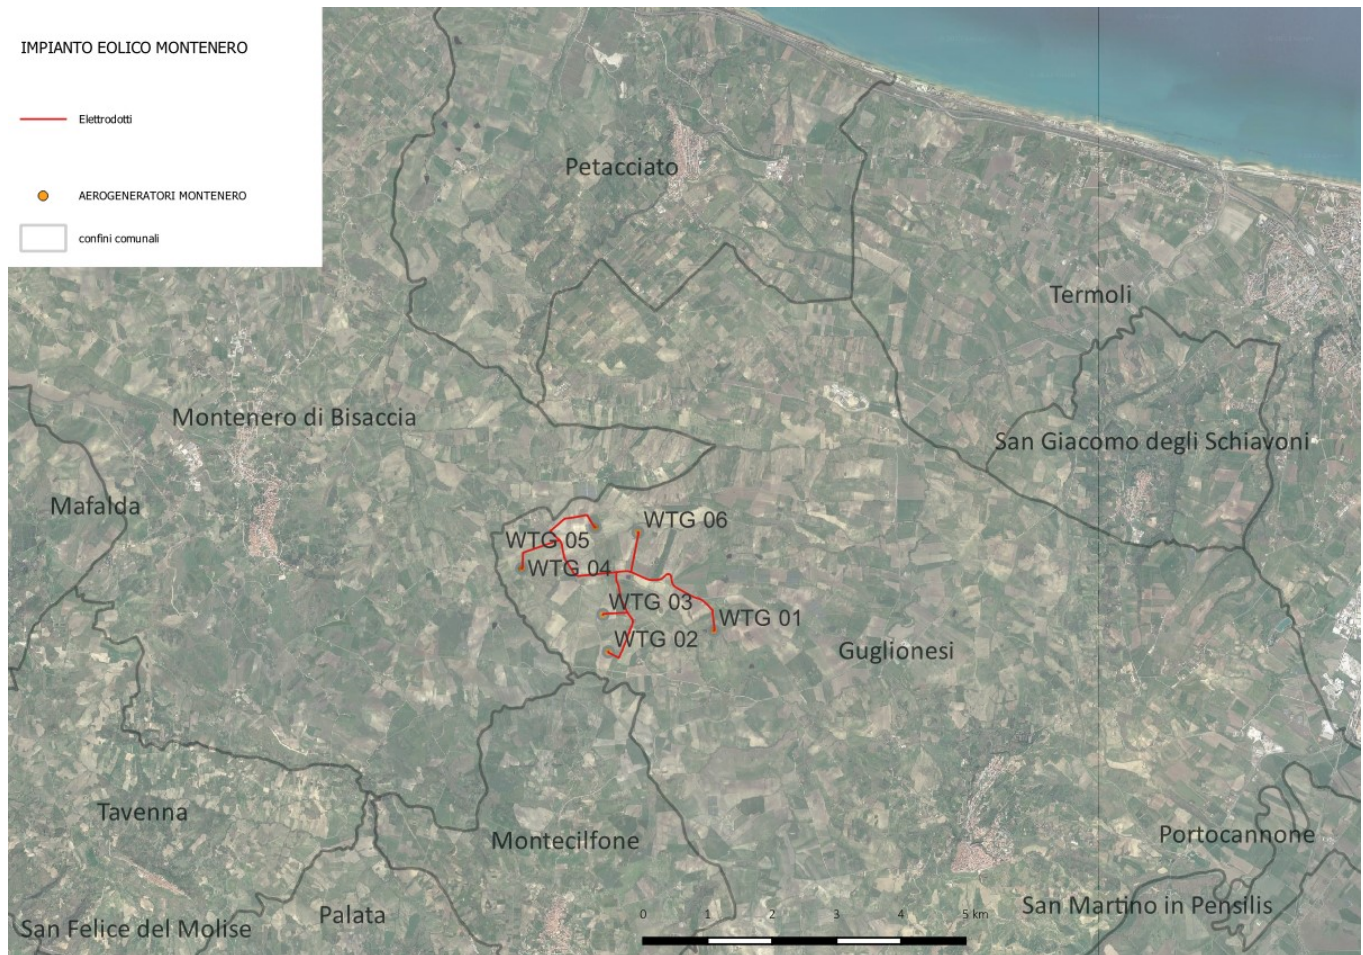 IMPIANTO EOLICO MONTENERO
Elettrodotti
AEROGENERATORI MONTENERO
confini comunali
Petacciato
Termoli
Montenero di Bisaccia
San Giacomo degli Schiavoni
Mafalda
WTG 06
WTG 05
WTG 04
WTG 03
WTG 01
WTG 02
Guglionesi
Tavenna
Montecilfone
Portocannone
San Felice del Molise
Palata
San Martino in Pensilis
0 1 2 3 4 5 km